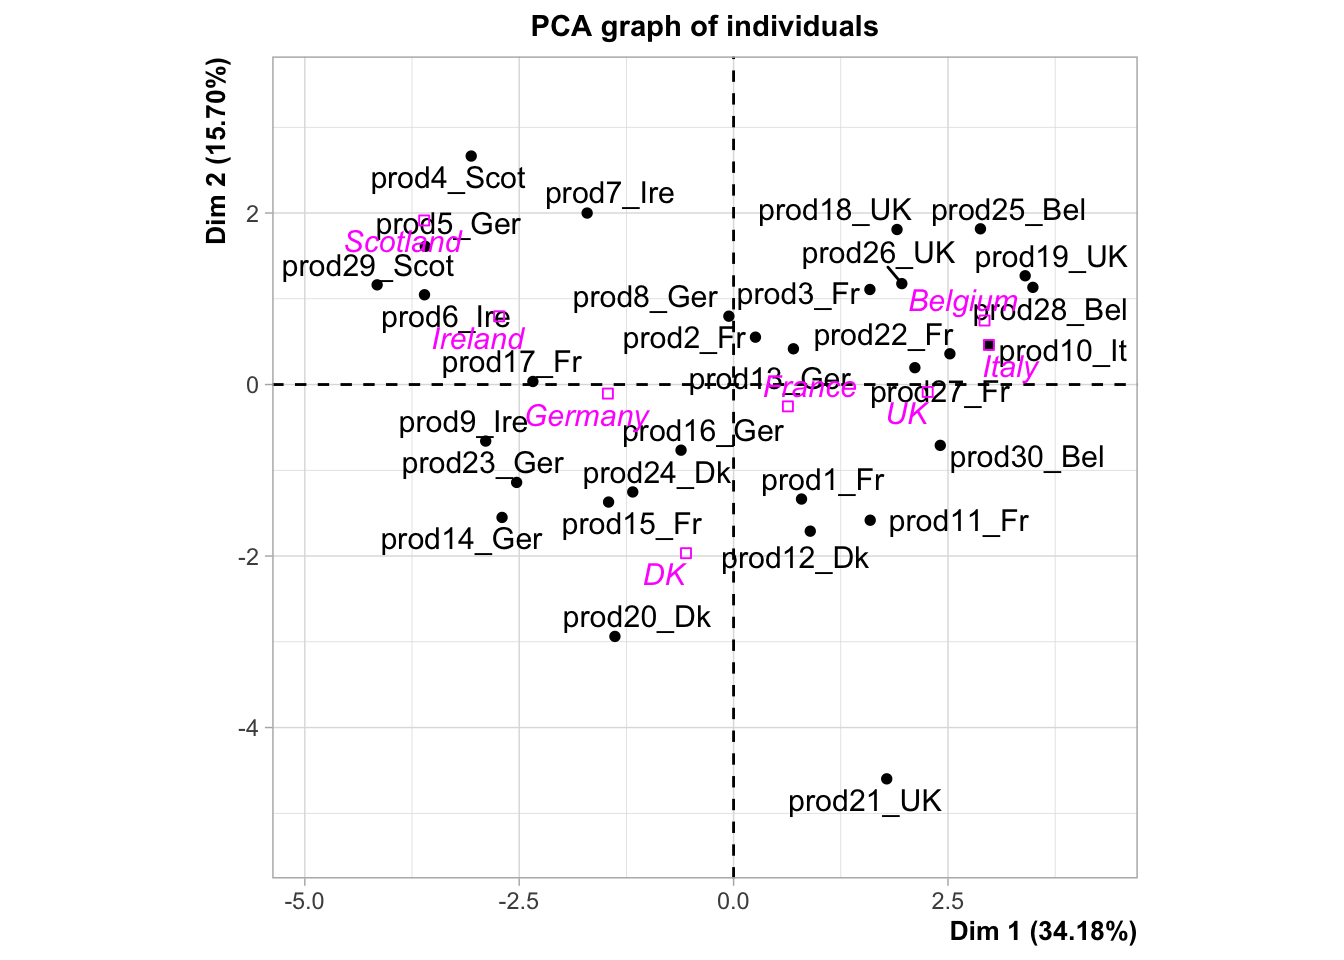 PCA graph of individuals
Dim 2 (15.70%)
2
0
-2
-4
prod4_Scot
prod7_Ire
prod18_UK
prod25_Bel
prod5_Ger
Scotland
prod26_UK
prod19_UK
prod29_Scot
prod8_Ger
prod3_Fr
Belgium
prod28_Bel
prod6_Ire
Ireland
prod2_Fr
prod22_Fr
prod10_It
prod17_Fr
Italy
prod13_Ger
France
prod27_Fr
Germany
UK
prod9_Ire
prod16_Ger
prod23_Ger
prod30_Bel
prod24_Dk
prod1_Fr
prod15_Fr
prod11_Fr
prod14_Ger
prod12_Dk
DK
prod20_Dk
prod21_UK
-5.0
-2.5
0.0
2.5
Dim 1 (34.18%)